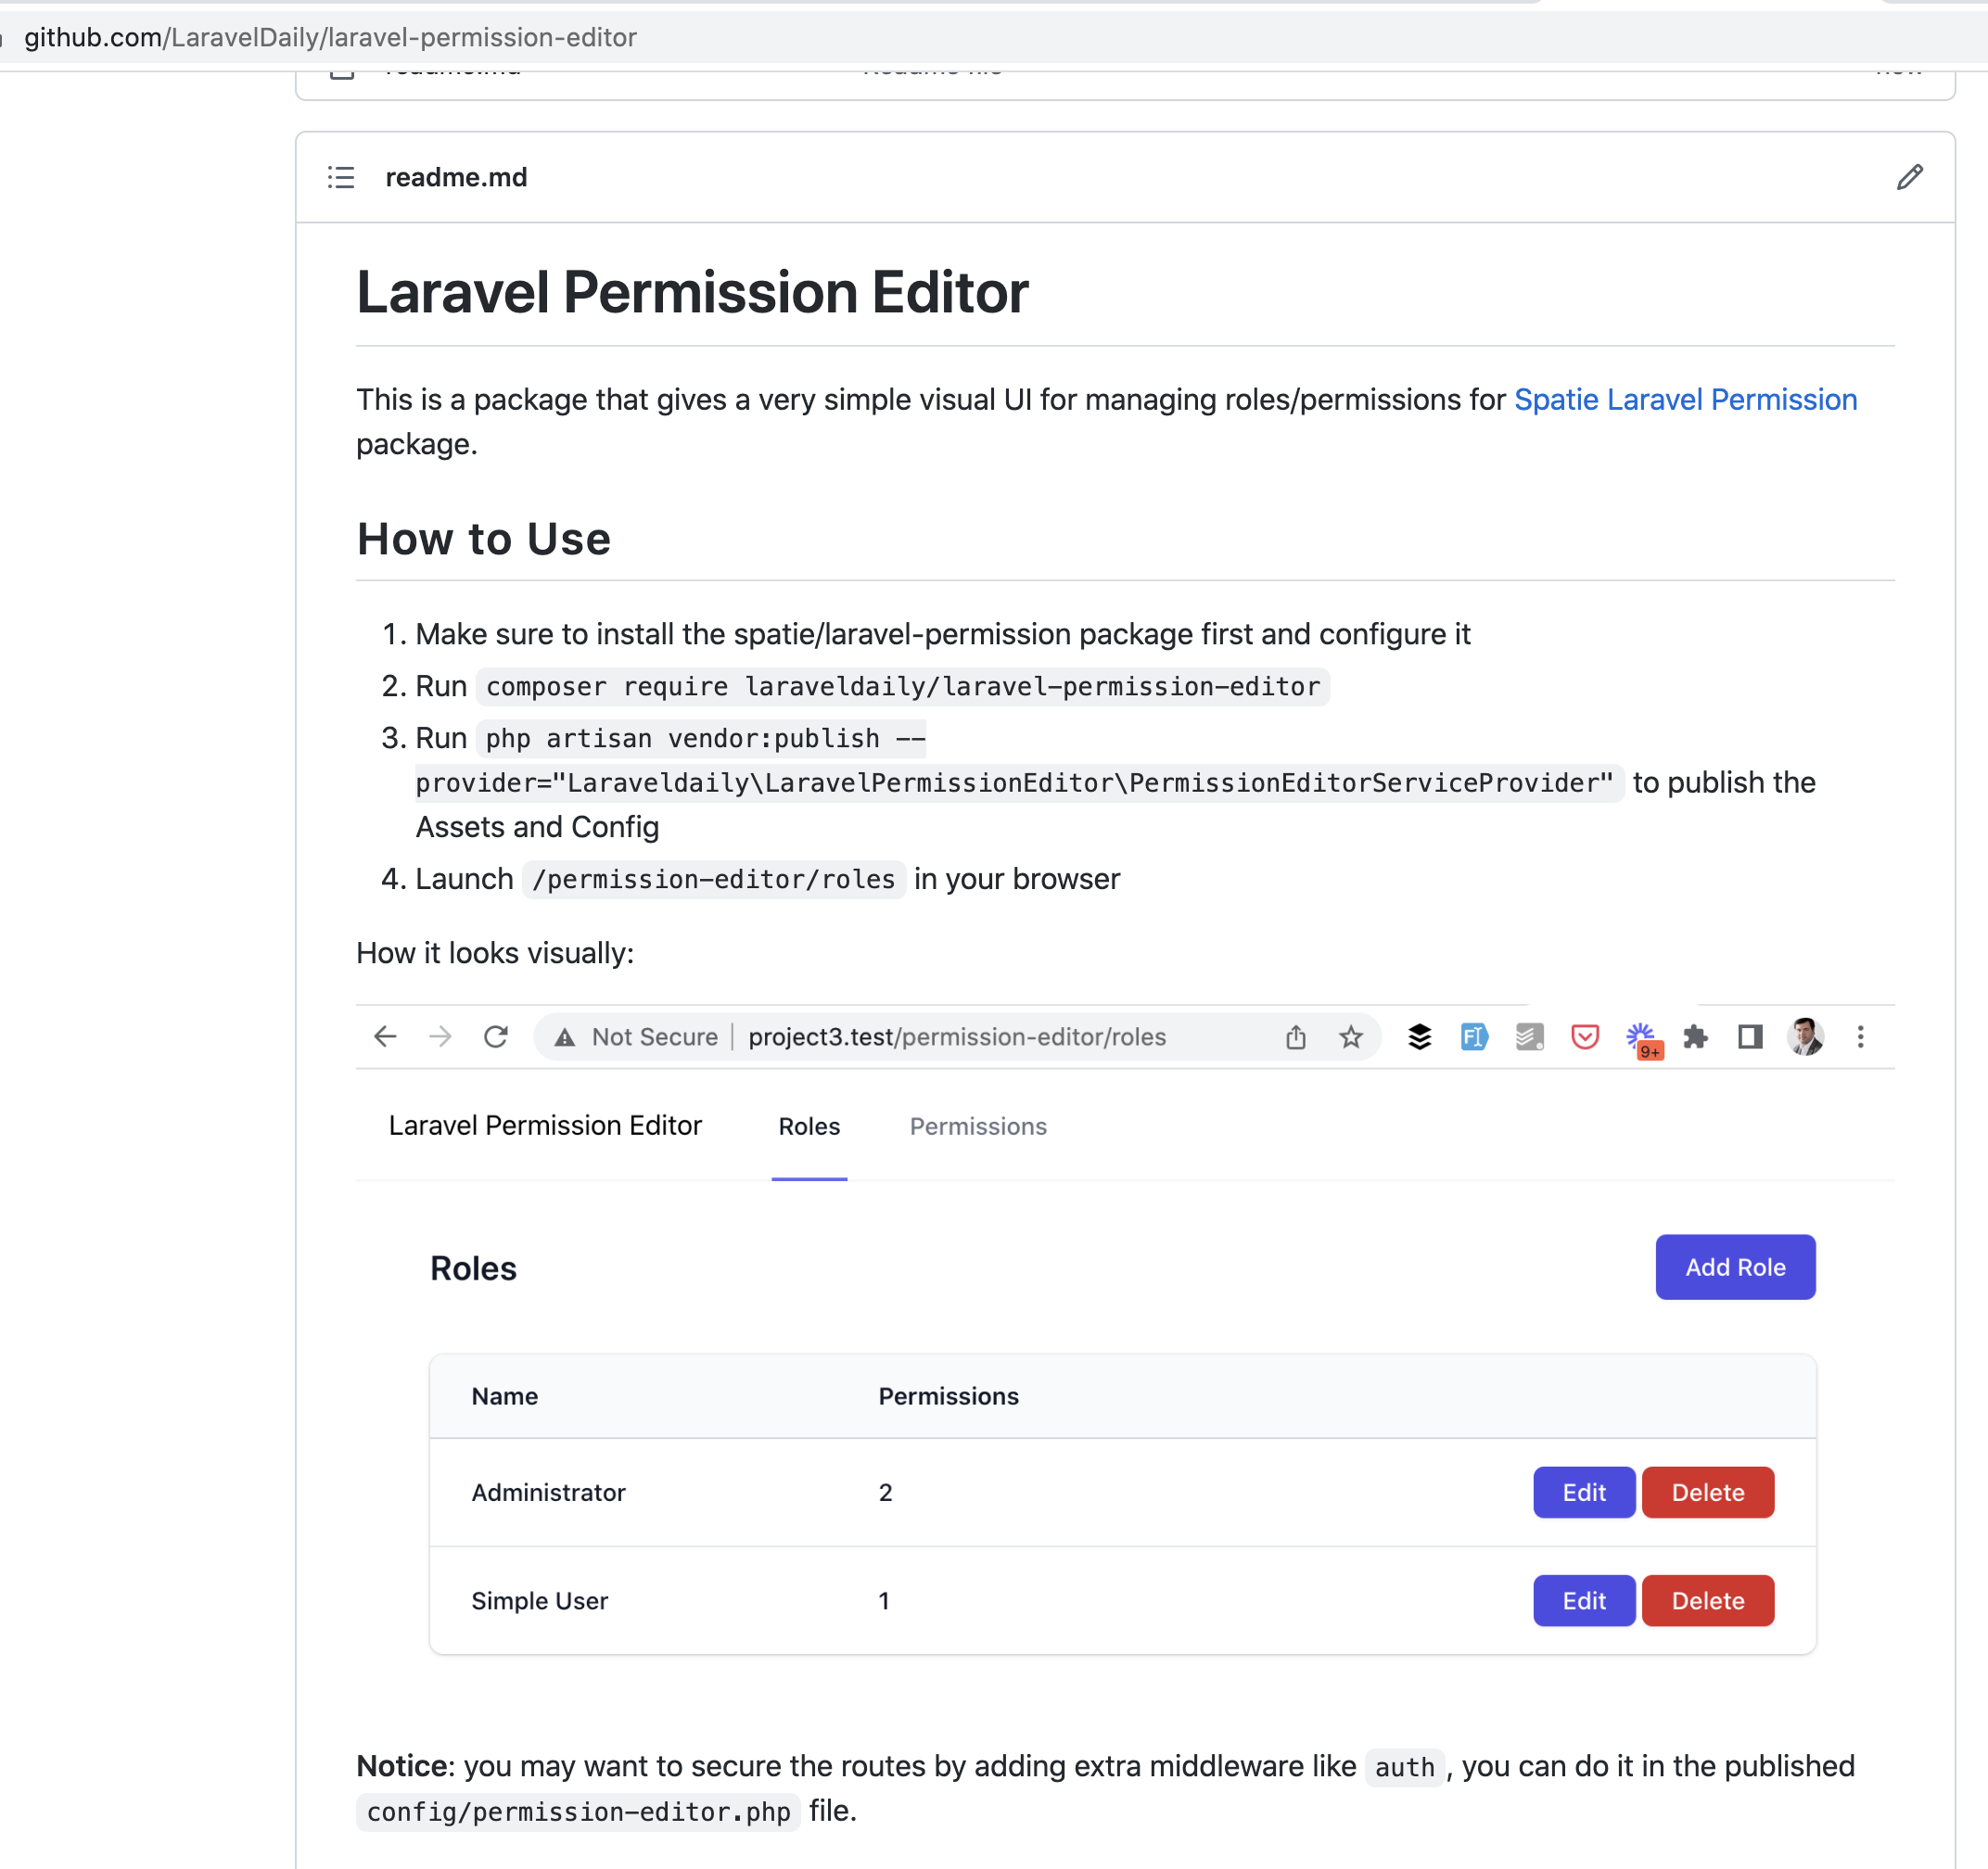 github.com/LaravelDaily/laravel-permission-editor
readme.md
Laravel Permission Editor
This is a package that gives a very simple visual UI for managing roles/permissions for Spatie Laravel Permission
package.
How to Use
1. Make sure to install the spatie/laravel-permission package first and configure it
2. Run composer require laraveldaily/laravel-permission-editor
3. Run php artisan vendor:publish --
provider="Laraveldaily\LaravelPermissionEditor\PermissionEditorServiceProvider" to publish the
Assets and Config
4. Launch /permission-editor/roles in your browser
How it looks visually:
Not Secure | project3.test/permission-editor/roles
9+
Laravel Permission Editor Roles Permissions
Roles Add Role
Name Permissions
Administrator 2 Edit Delete
Simple User 1 Edit Delete
Notice: you may want to secure the routes by adding extra middleware like auth, you can do it in the published
config/permission-editor.php file.